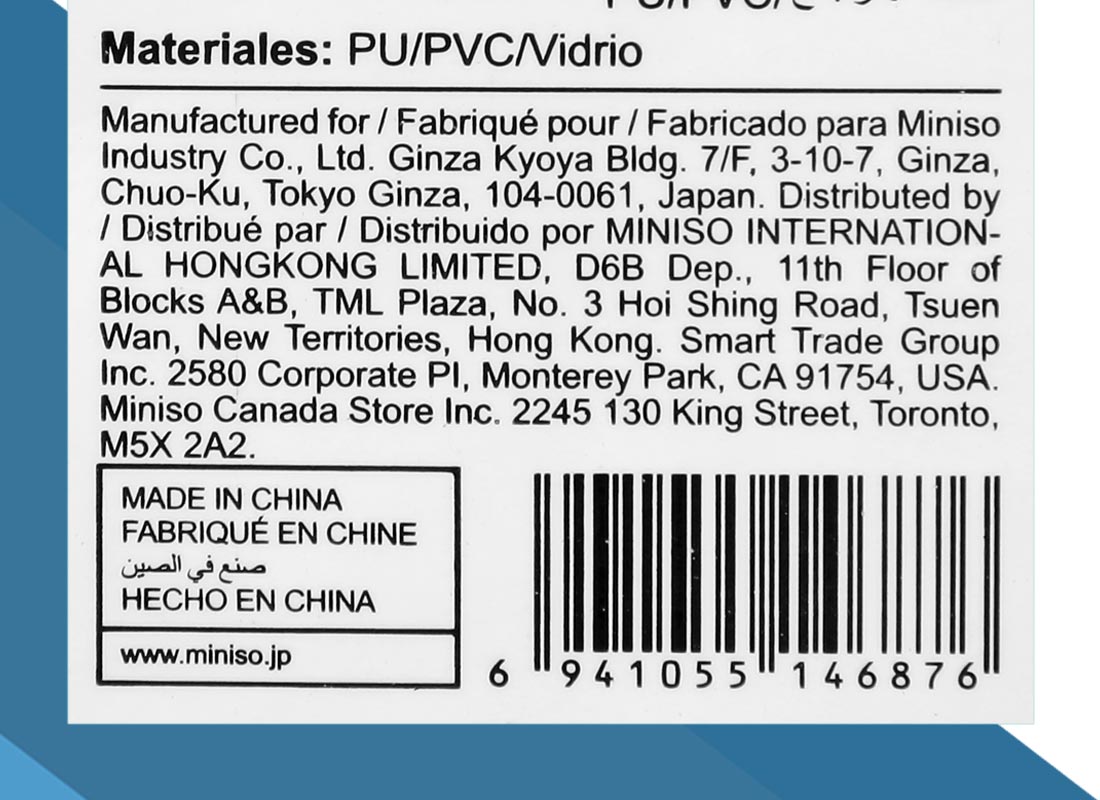 Materiales: PU/PVC/Vidrio
Manufactured for / Fabriqué pour / Fabricado para Miniso
Industry Co., Ltd. Ginza Kyoya Bldg. 7/F, 3-10-7, Ginza,
Chuo-Ku, Tokyo Ginza, 104-0061, Japan. Distributed by
/ Distribué par / Distribuido por MINISO INTERNATION-
AL HONGKONG LIMITED, D6B Dep., 11th Floor of
Blocks A&B, TML Plaza, No. 3 Hoi Shing Road, Tsuen
Wan, New Territories, Hong Kong. Smart Trade Group
Inc. 2580 Corporate Pl, Monterey Park, CA 91754, USA.
Miniso Canada Store Inc. 2245 130 King Street, Toronto,
M5X 2A2.
MADE IN CHINA
FABRIQUÉ EN CHINE
صنع في الصين
HECHO EN CHINA
www.miniso.jp
6 941055 146876